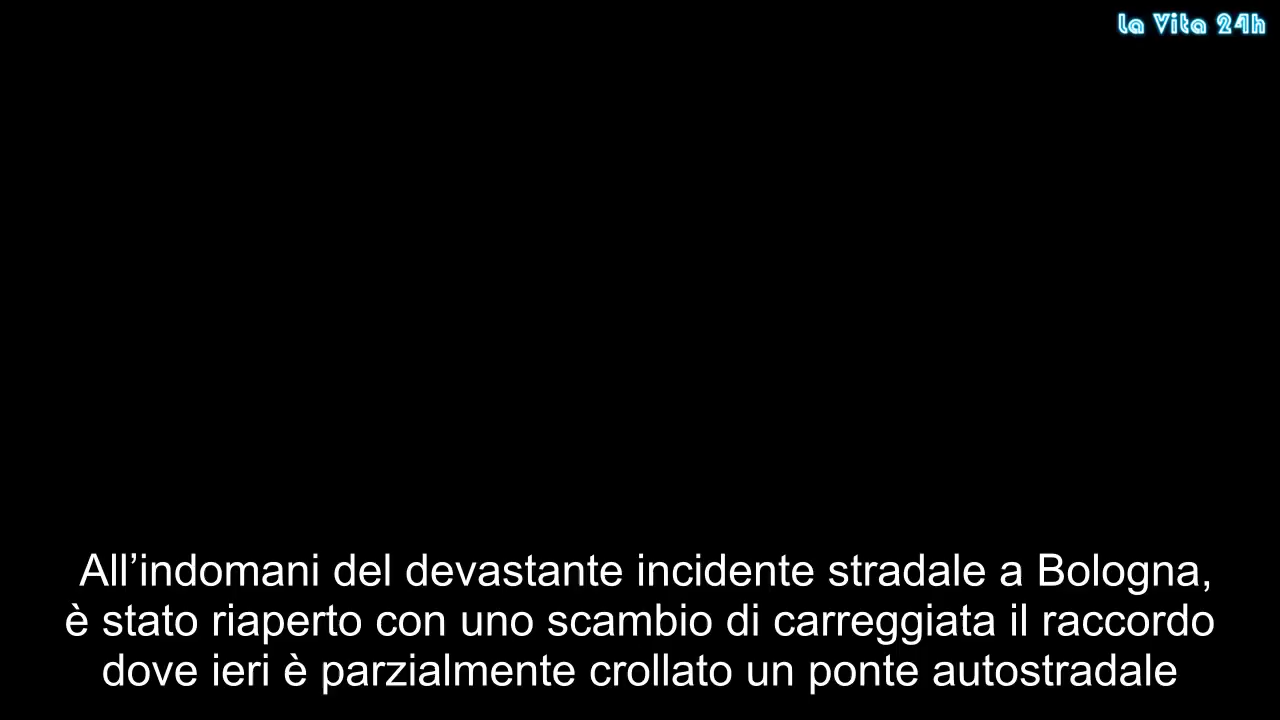 La Vita 24h
All’indomani del devastante incidente stradale a Bologna,
è stato riaperto con uno scambio di carreggiata il raccordo
dove ieri è parzialmente crollato un ponte autostradale